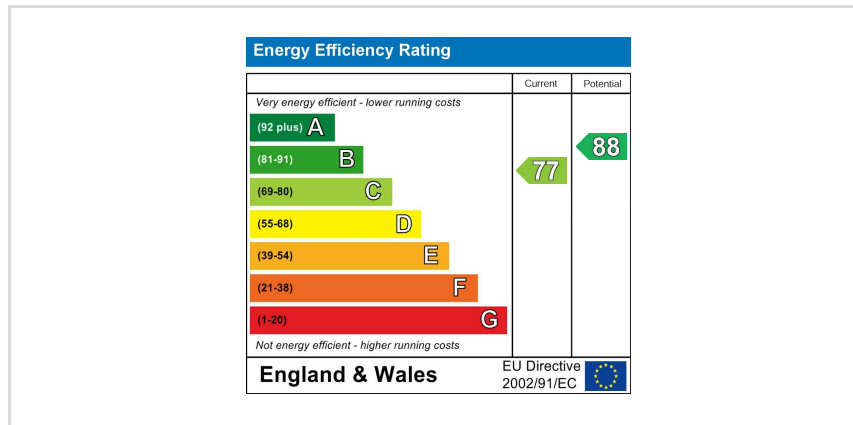 Energy Efficiency Rating
Current Potential
Very energy efficient - lower running costs
(92 plus) A
(81-91) B
(69-80) C
(55-68) D
(39-54) E
(21-38) F
(1-20) G
77
88
Not energy efficient - higher running costs
England & Wales
EU Directive
2002/91/EC